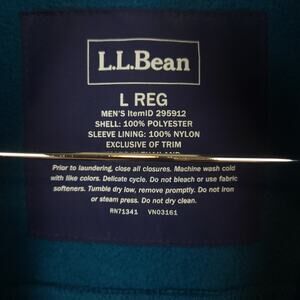 L.L.Bean
L REG
MEN'S ItemID 295912
SHELL: 100% POLYESTER
SLEEVE LINING: 100% NYLON
EXCLUSIVE OF TRIM
Prior to laundering, close all closures. Machine wash cold
with like colors. Delicate cycle. Do not bleach or use fabric
softeners. Tumble dry low, remove promptly. Do not iron
or steam press. Do not dry clean.
RN71341 VN03161